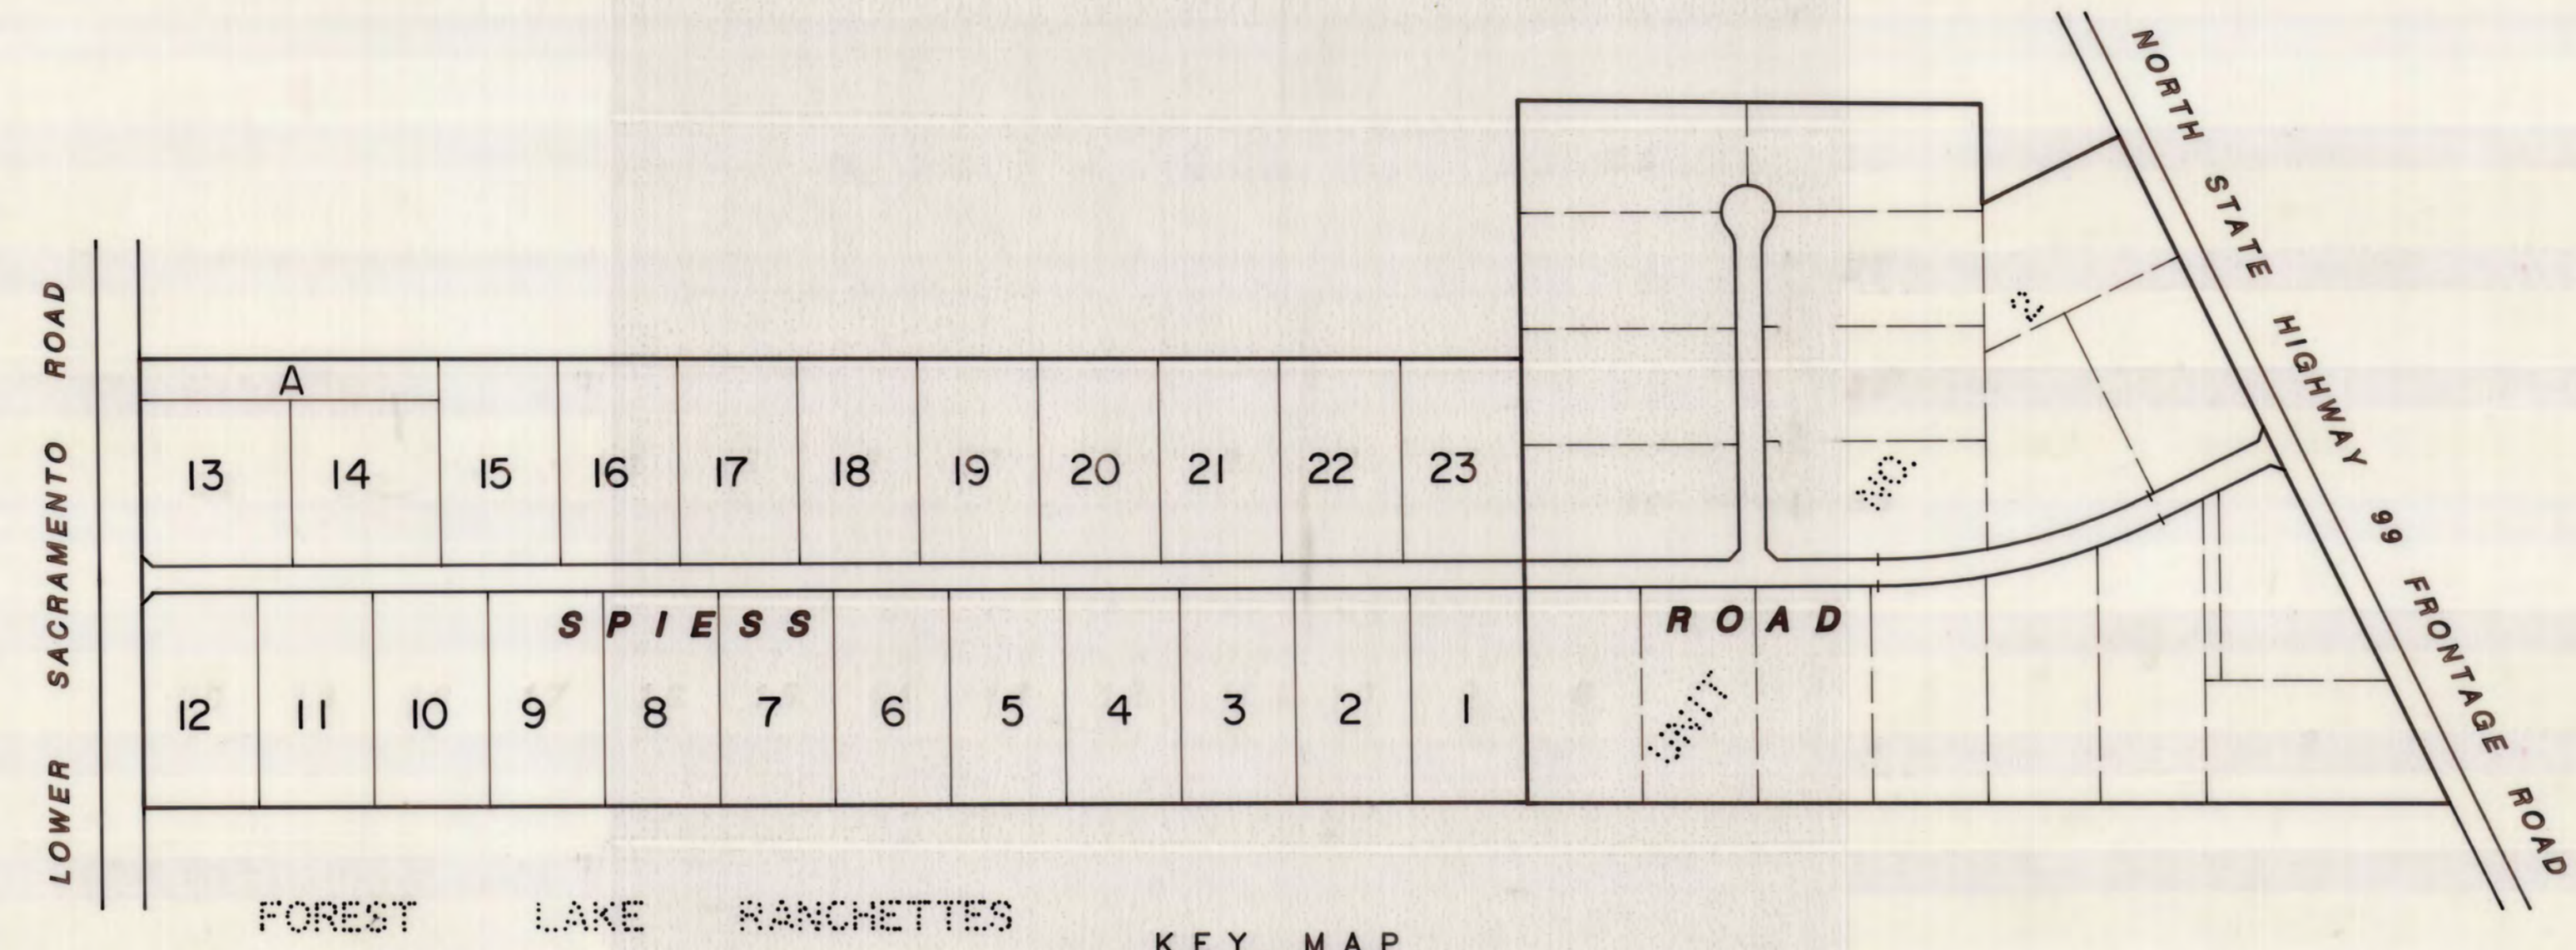 NORTH STATE HIGHWAY 99 FRONTAGE ROAD
LOWER SACRAMENTO ROAD
A
13 14 15 16 17 18 19 20 21 22 23
SPIESS ROAD
12 11 10 9 8 7 6 5 4 3 2 1
UNIT NO. 2
FOREST LAKE RANCHETTES
KEY MAP